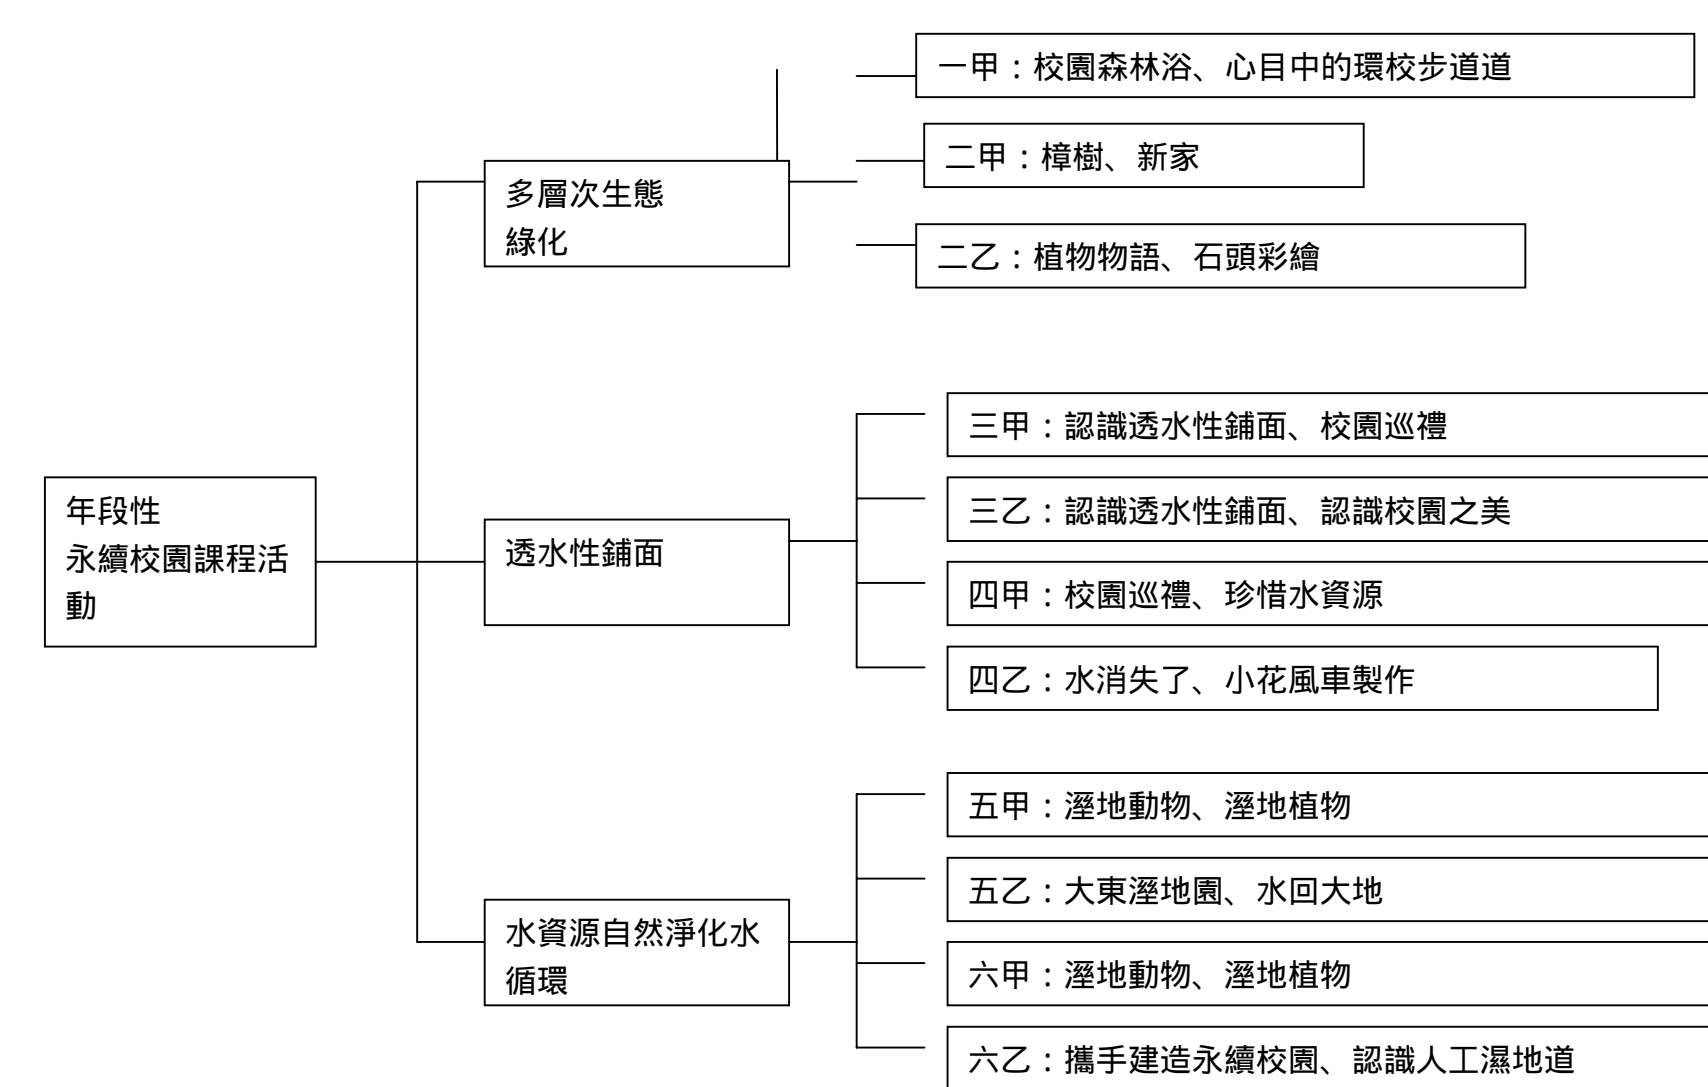 一甲：校園森林浴、心目中的環校步道道
二甲：樟樹、新家
多層次生態
綠化
二乙：植物物語、石頭彩繪
三甲：認識透水性鋪面、校園巡禮
三乙：認識透水性鋪面、認識校園之美
年段性
永續校園課程活
動
透水性鋪面
四甲：校園巡禮、珍惜水資源
四乙：水消失了、小花風車製作
五甲：溼地動物、溼地植物
五乙：大東溼地園、水回大地
水資源自然淨化水
循環
六甲：溼地動物、溼地植物
六乙：攜手建造永續校園、認識人工濕地道